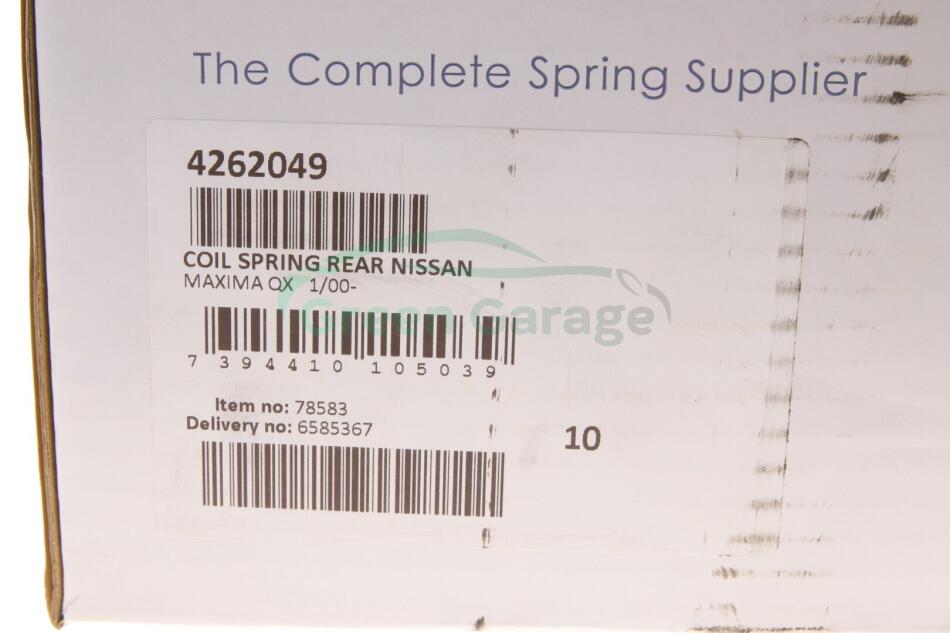 The Complete Spring Supplier
4262049
COIL SPRING REAR NISSAN
MAXIMA QX 1/00-
Green Garage
7 394410 105039
Item no: 78583
Delivery no: 6585367
10